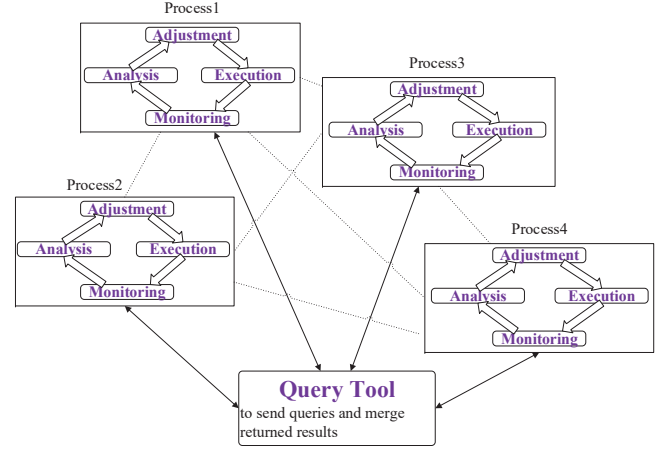 Process1
Adjustment
Analysis
Execution
Monitoring
Process3
Adjustment
Analysis
Execution
Monitoring
Process2
Adjustment
Analysis
Execution
Monitoring
Process4
Adjustment
Analysis
Execution
Monitoring
Query Tool
to send queries and merge
returned results